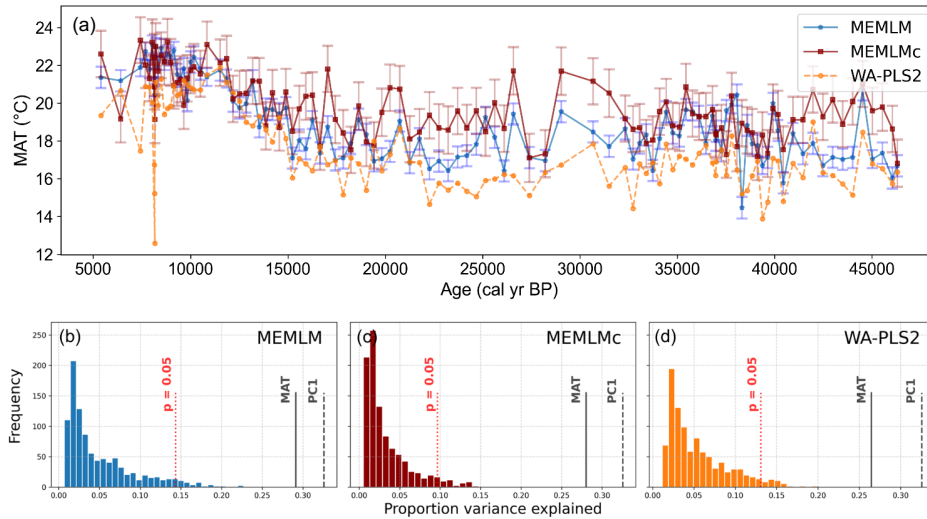 (a)
MEMLM
MEMLMc
WA-PLS2
MAT (°C)
24
22
20
18
16
14
12
5000 10000 15000 20000 25000 30000 35000 40000 45000
Age (cal yr BP)
(b) MEMLM
(c) MEMLMc
(d) WA-PLS2
Frequency
250
200
150
100
50
0
p = 0.05
MAT
PC1
p = 0.05
MAT
PC1
p = 0.05
MAT
PC1
0.00 0.05 0.10 0.15 0.20 0.25 0.30
0.00 0.05 0.10 0.15 0.20 0.25 0.30
0.00 0.05 0.10 0.15 0.20 0.25 0.30
Proportion variance explained